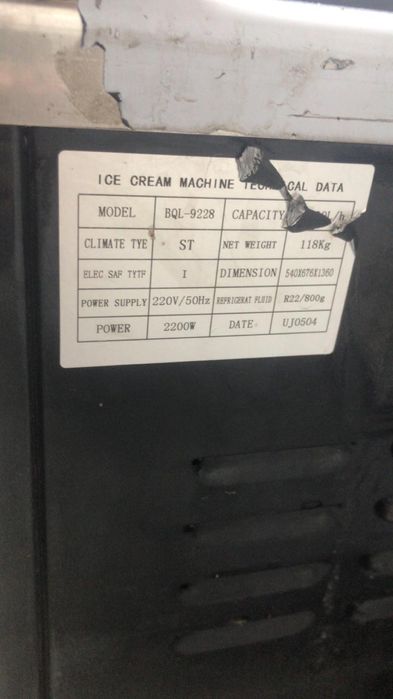 ICE CREAM MACHINE DATA
MODEL BQL-9228 CAPACITY
CLIMATE TYE ST NET WEIGHT 118Kg
ELEC SAF TYTF I DIMENSION 540X676X1360
POWER SUPPLY 220V/50Hz REFRIGERAT FLUID R22/800g
POWER 2200W DATE UJ0504